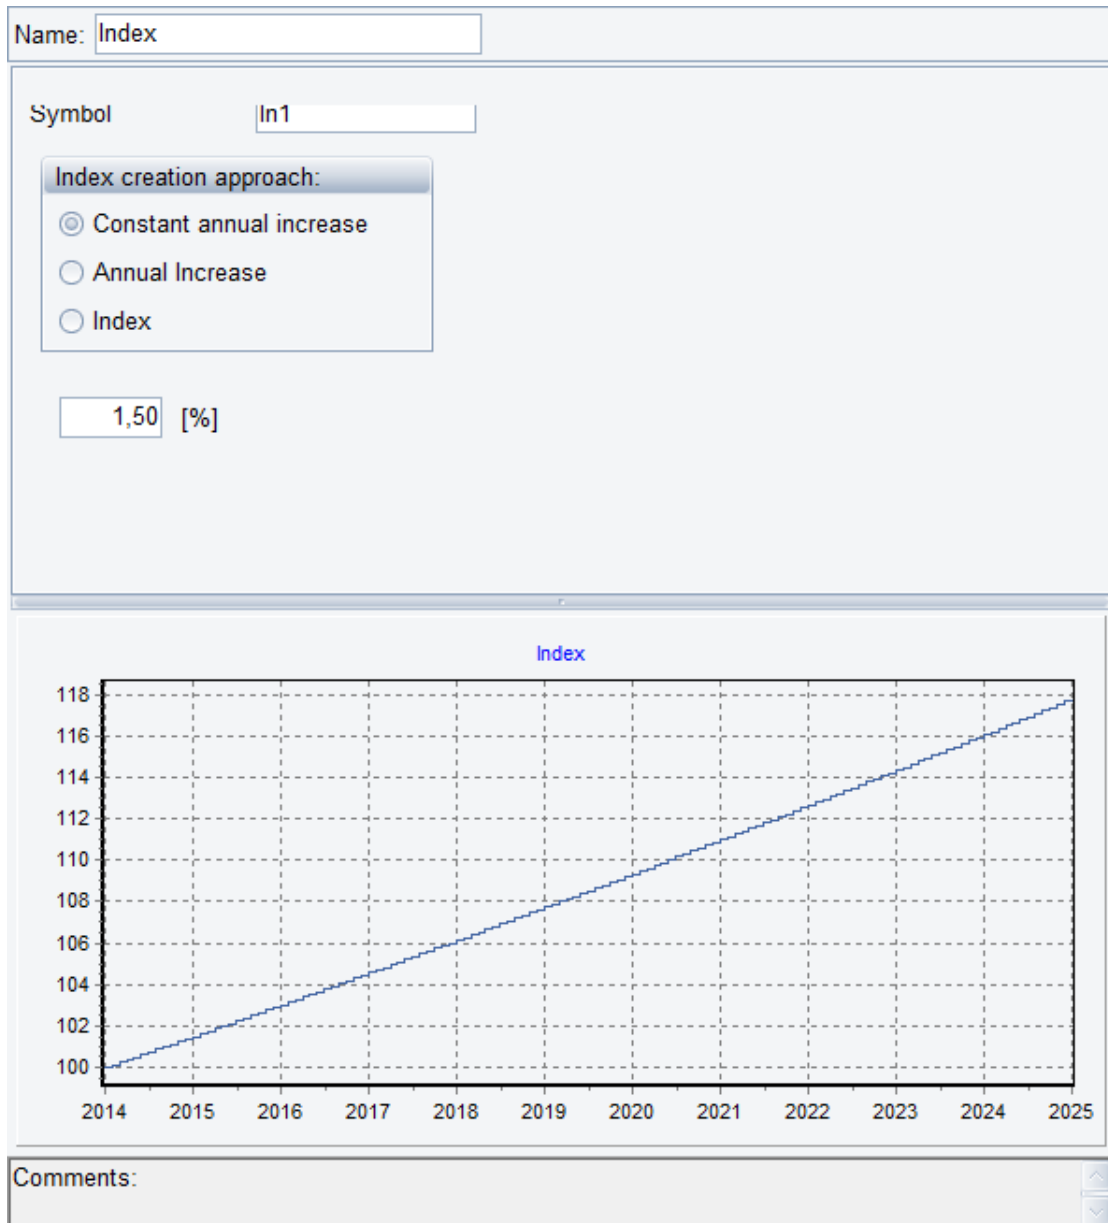 Name: Index
Symbol In1
Index creation approach:
Constant annual increase
Annual Increase
Index
1,50 [%]
Index
118
116
114
112
110
108
106
104
102
100
2014 2015 2016 2017 2018 2019 2020 2021 2022 2023 2024 2025
Comments: